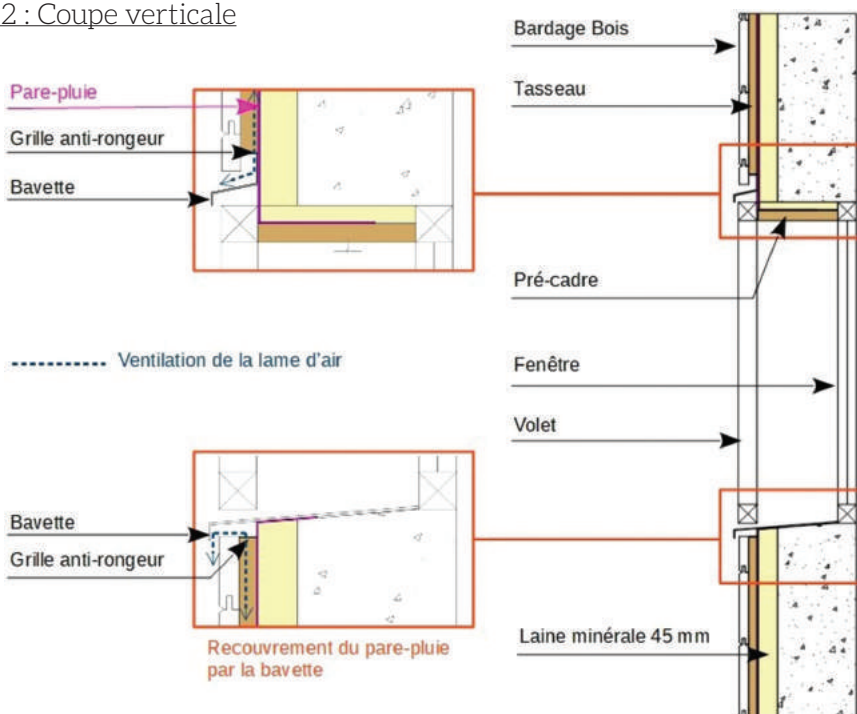 2 : Coupe verticale
Pare-pluie
Grille anti-rongeur
Bavette
Bardage Bois
Tasseau
Pré-cadre
Ventilation de la lame d'air
Fenêtre
Volet
Bavette
Grille anti-rongeur
Recouvrement du pare-pluie
par la bavette
Laine minérale 45 mm